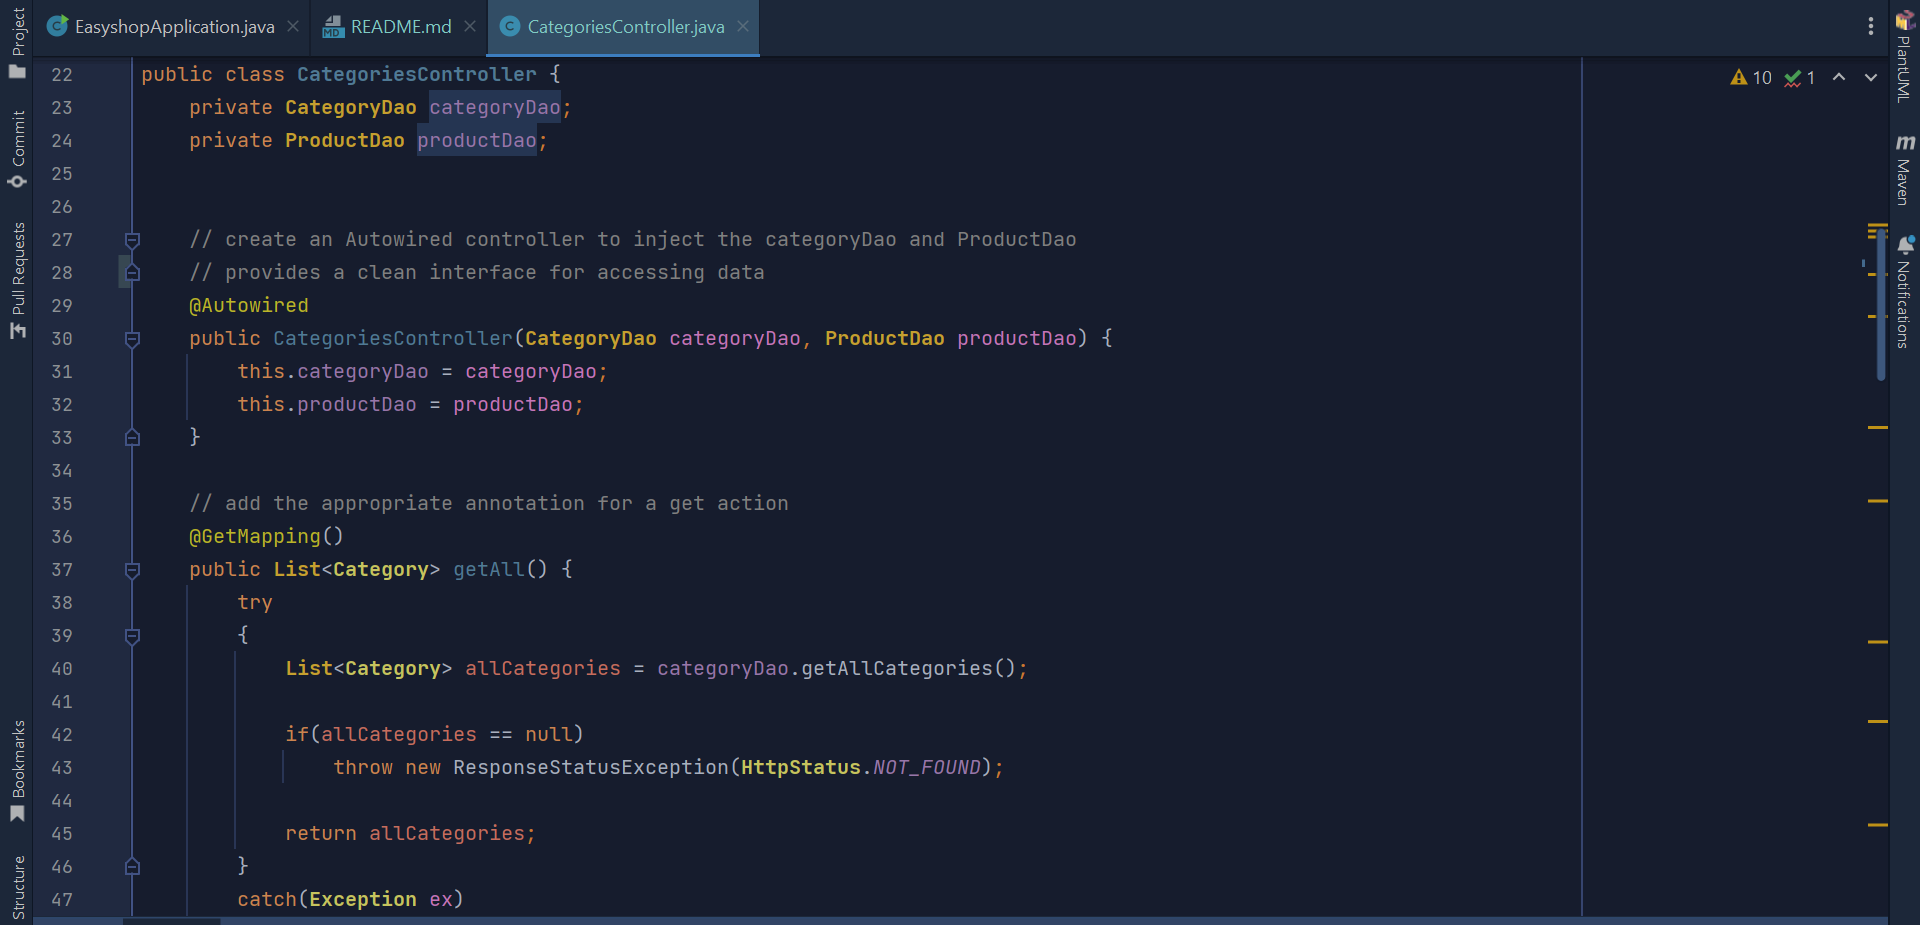 EasyshopApplication.java
README.md
CategoriesController.java
Project
Commit
Pull Requests
Bookmarks
Structure
PlantUML
Maven
Notifications
10 1
22 public class CategoriesController {
23 private CategoryDao categoryDao;
24 private ProductDao productDao;
25
26
27 // create an Autowired controller to inject the categoryDao and ProductDao
28 // provides a clean interface for accessing data
29 @Autowired
30 public CategoriesController(CategoryDao categoryDao, ProductDao productDao) {
31 this.categoryDao = categoryDao;
32 this.productDao = productDao;
33 }
34
35 // add the appropriate annotation for a get action
36 @GetMapping()
37 public List<Category> getAll() {
38 try
39 {
40 List<Category> allCategories = categoryDao.getAllCategories();
41
42 if(allCategories == null)
43 throw new ResponseStatusException(HttpStatus.NOT_FOUND);
44
45 return allCategories;
46 }
47 catch(Exception ex)